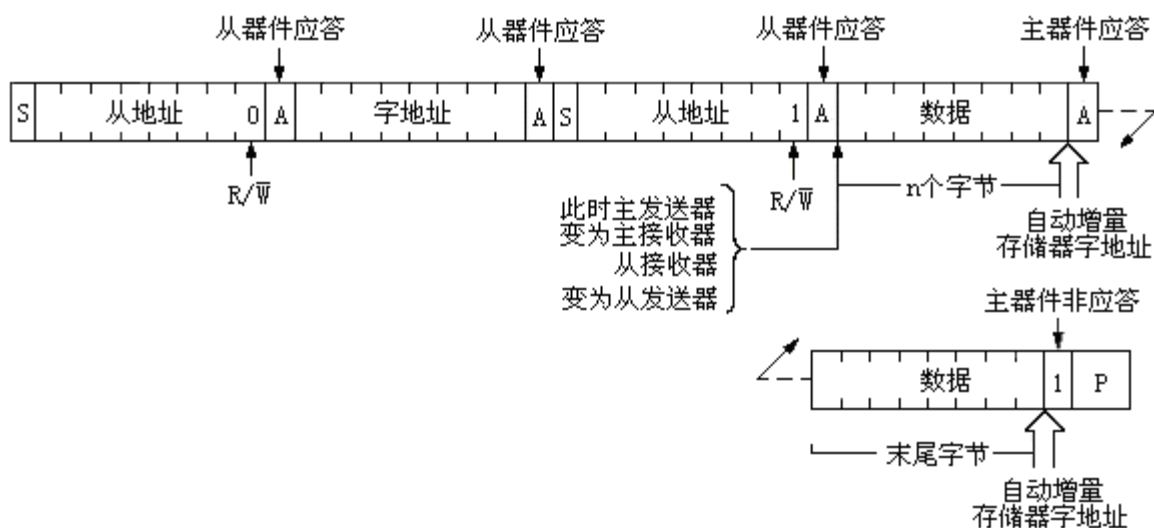 从器件应答 从器件应答 从器件应答 主器件应答
S 从地址 0 A 字地址 A S 从地址 1 A 数据 A
R/W̅ R/W̅ n个字节
此时主发送器
变为主接收器
从接收器
变为从发送器
自动增量
存储器字地址
主器件非应答
数据 1 P
末尾字节
自动增量
存储器字地址